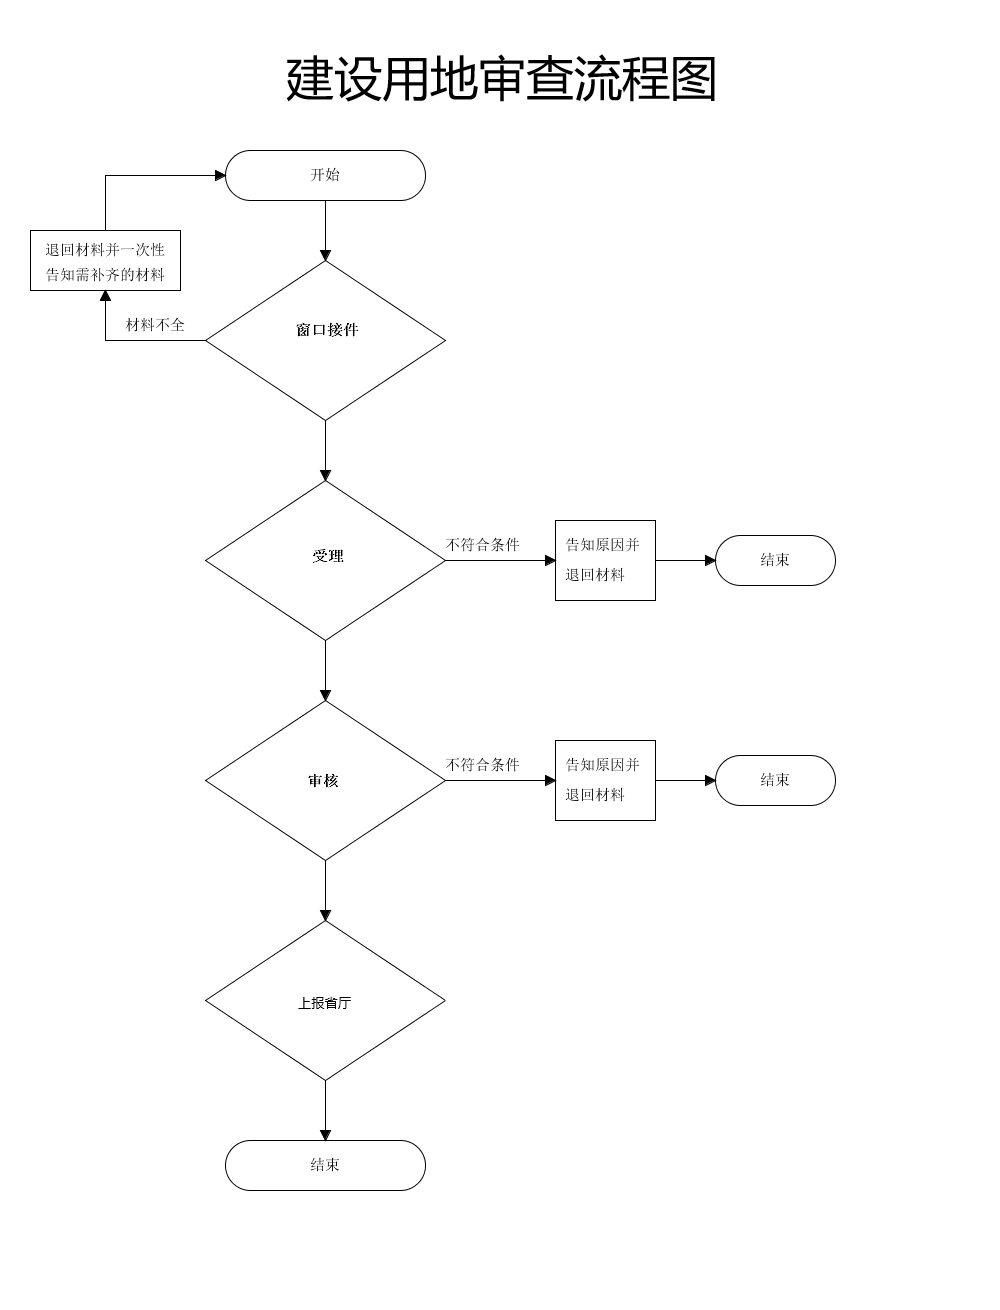 建设用地审查流程图
开始
退回材料并一次性
告知需补齐的材料
材料不全
窗口接件
受理
不符合条件
告知原因并
退回材料
结束
审核
不符合条件
告知原因并
退回材料
结束
上报省厅
结束